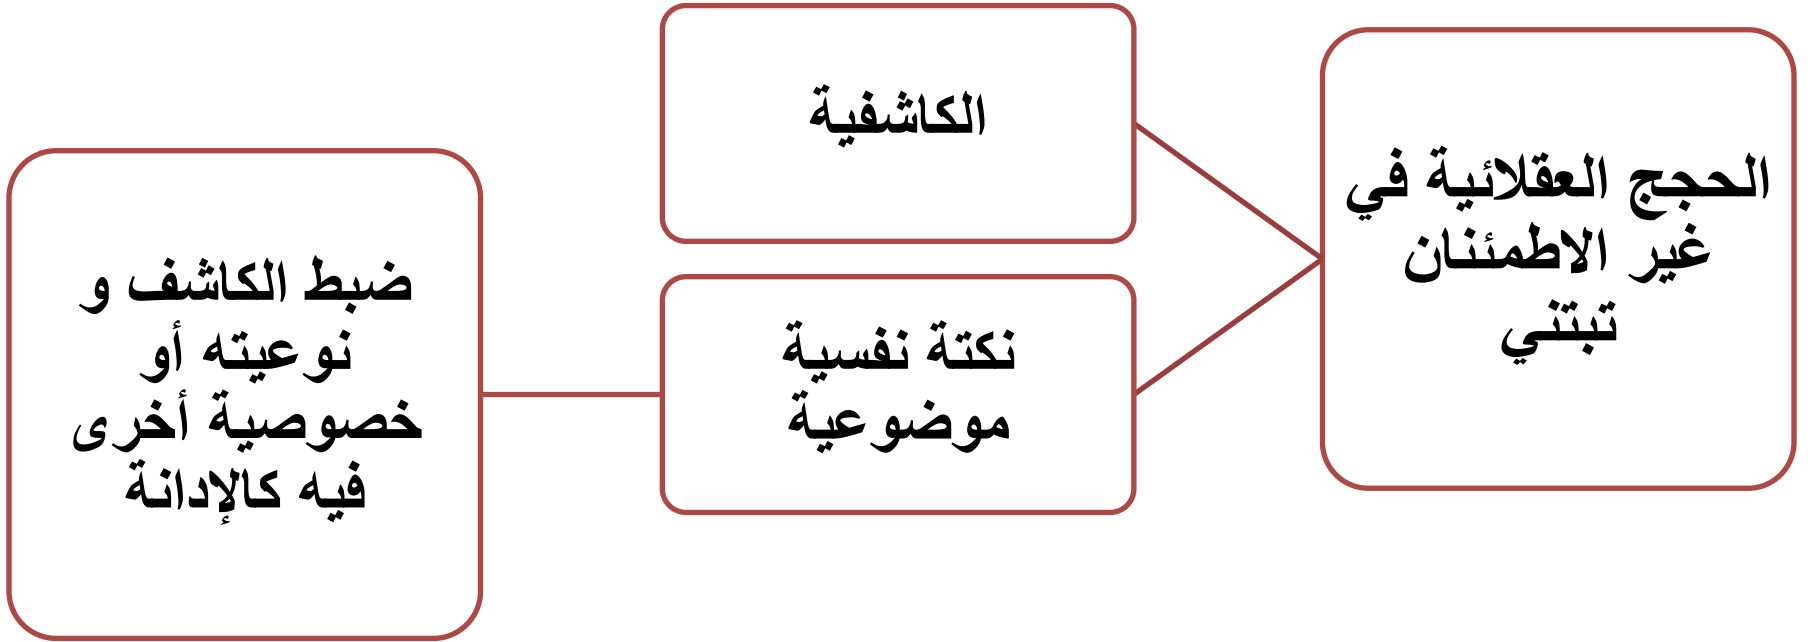 الحجج العقلائية في
غير الاطمئنان
تبتني
الكاشفية
نكتة نفسية
موضوعية
ضبط الكاشف و
نوعيته أو
خصوصية أخرى
فيه كالإدانة